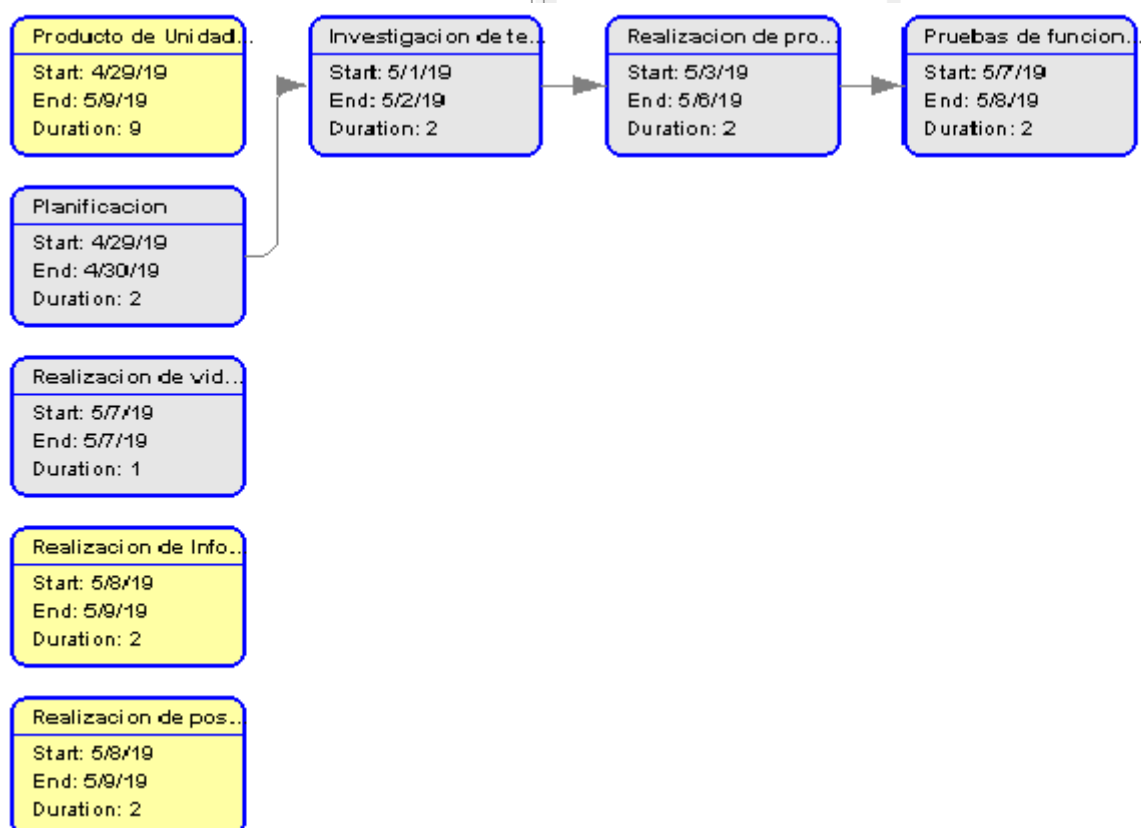 Producto de Unidad...
Start: 4/29/19
End: 5/9/19
Duration: 9
Investigacion de te...
Start: 5/1/19
End: 5/2/19
Duration: 2
Realizacion de pro...
Start: 5/3/19
End: 5/6/19
Duration: 2
Pruebas de funcion...
Start: 5/7/19
End: 5/8/19
Duration: 2
Planificacion
Start: 4/29/19
End: 4/30/19
Duration: 2
Realizacion de vid...
Start: 5/7/19
End: 5/7/19
Duration: 1
Realizacion de Info...
Start: 5/8/19
End: 5/9/19
Duration: 2
Realizacion de pos...
Start: 5/8/19
End: 5/9/19
Duration: 2